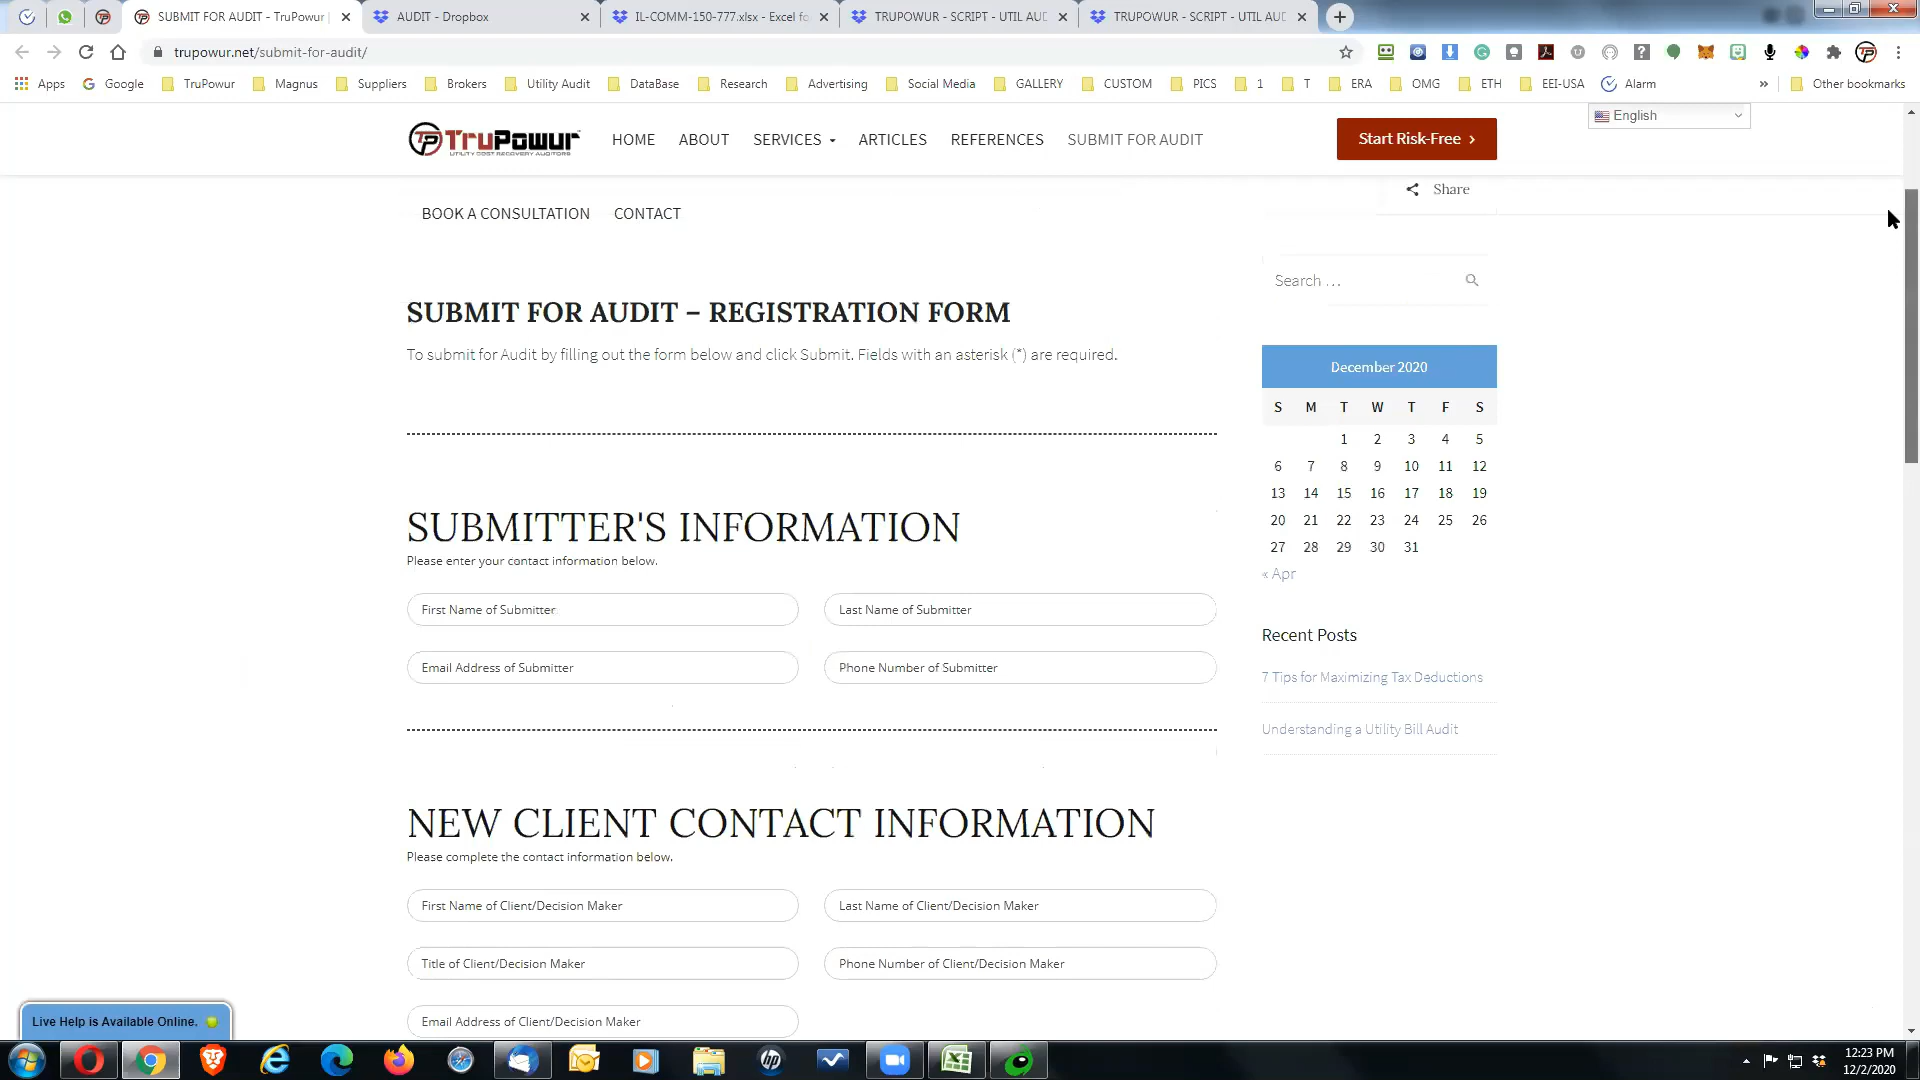 SUBMIT FOR AUDIT - TruPowur |
AUDIT - Dropbox
IL-COMM-150-777.xlsx - Excel fo
TRUPOWUR - SCRIPT - UTIL AUD
TRUPOWUR - SCRIPT - UTIL AUD
trupowur.net/submit-for-audit/
Apps
Google
TruPowur
Magnus
Suppliers
Brokers
Utility Audit
DataBase
Research
Advertising
Social Media
GALLERY
CUSTOM
PICS
1
T
ERA
OMG
ETH
EEI-USA
Alarm
»
Other bookmarks
TP TruPowur
UTILITY COST RECOVERY AUDITORS
HOME
ABOUT
SERVICES
ARTICLES
REFERENCES
SUBMIT FOR AUDIT
Start Risk-Free ›
English
Share
BOOK A CONSULTATION
CONTACT
Search …
SUBMIT FOR AUDIT – REGISTRATION FORM
To submit for Audit by filling out the form below and click Submit. Fields with an asterisk (*) are required.
December 2020
S M T W T F S
1 2 3 4 5
6 7 8 9 10 11 12
13 14 15 16 17 18 19
20 21 22 23 24 25 26
27 28 29 30 31
« Apr
SUBMITTER'S INFORMATION
Please enter your contact information below.
First Name of Submitter
Last Name of Submitter
Email Address of Submitter
Phone Number of Submitter
Recent Posts
7 Tips for Maximizing Tax Deductions
Understanding a Utility Bill Audit
NEW CLIENT CONTACT INFORMATION
Please complete the contact information below.
First Name of Client/Decision Maker
Last Name of Client/Decision Maker
Title of Client/Decision Maker
Phone Number of Client/Decision Maker
Email Address of Client/Decision Maker
Live Help is Available Online.
12:23 PM
12/2/2020